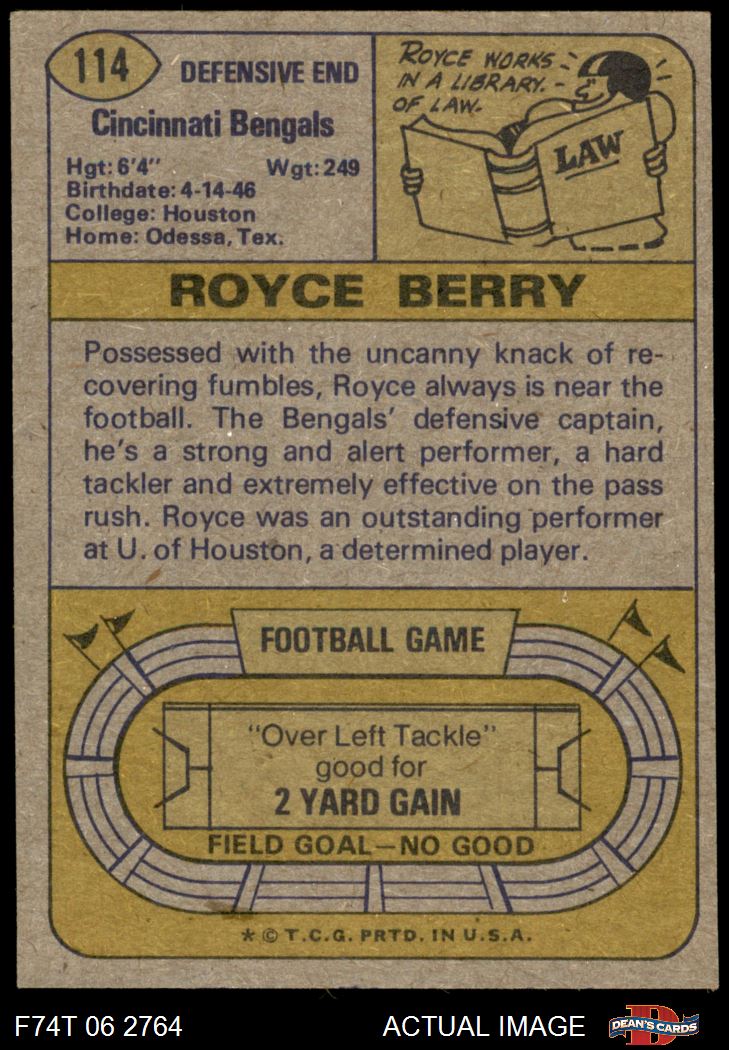 114
DEFENSIVE END
Cincinnati Bengals
Hgt: 6'4" Wgt: 249
Birthdate: 4-14-46
College: Houston
Home: Odessa, Tex.
ROYCE WORKS
IN A LIBRARY
OF LAW.
LAW
ROYCE BERRY
Possessed with the uncanny knack of re-
covering fumbles, Royce always is near the
football. The Bengals' defensive captain,
he's a strong and alert performer, a hard
tackler and extremely effective on the pass
rush. Royce was an outstanding performer
at U. of Houston, a determined player.
FOOTBALL GAME
"Over Left Tackle"
good for
2 YARD GAIN
FIELD GOAL—NO GOOD
* © T.C.G. PRTD. IN U.S.A.
F74T 06 2764 ACTUAL IMAGE
DEAN'S CARDS